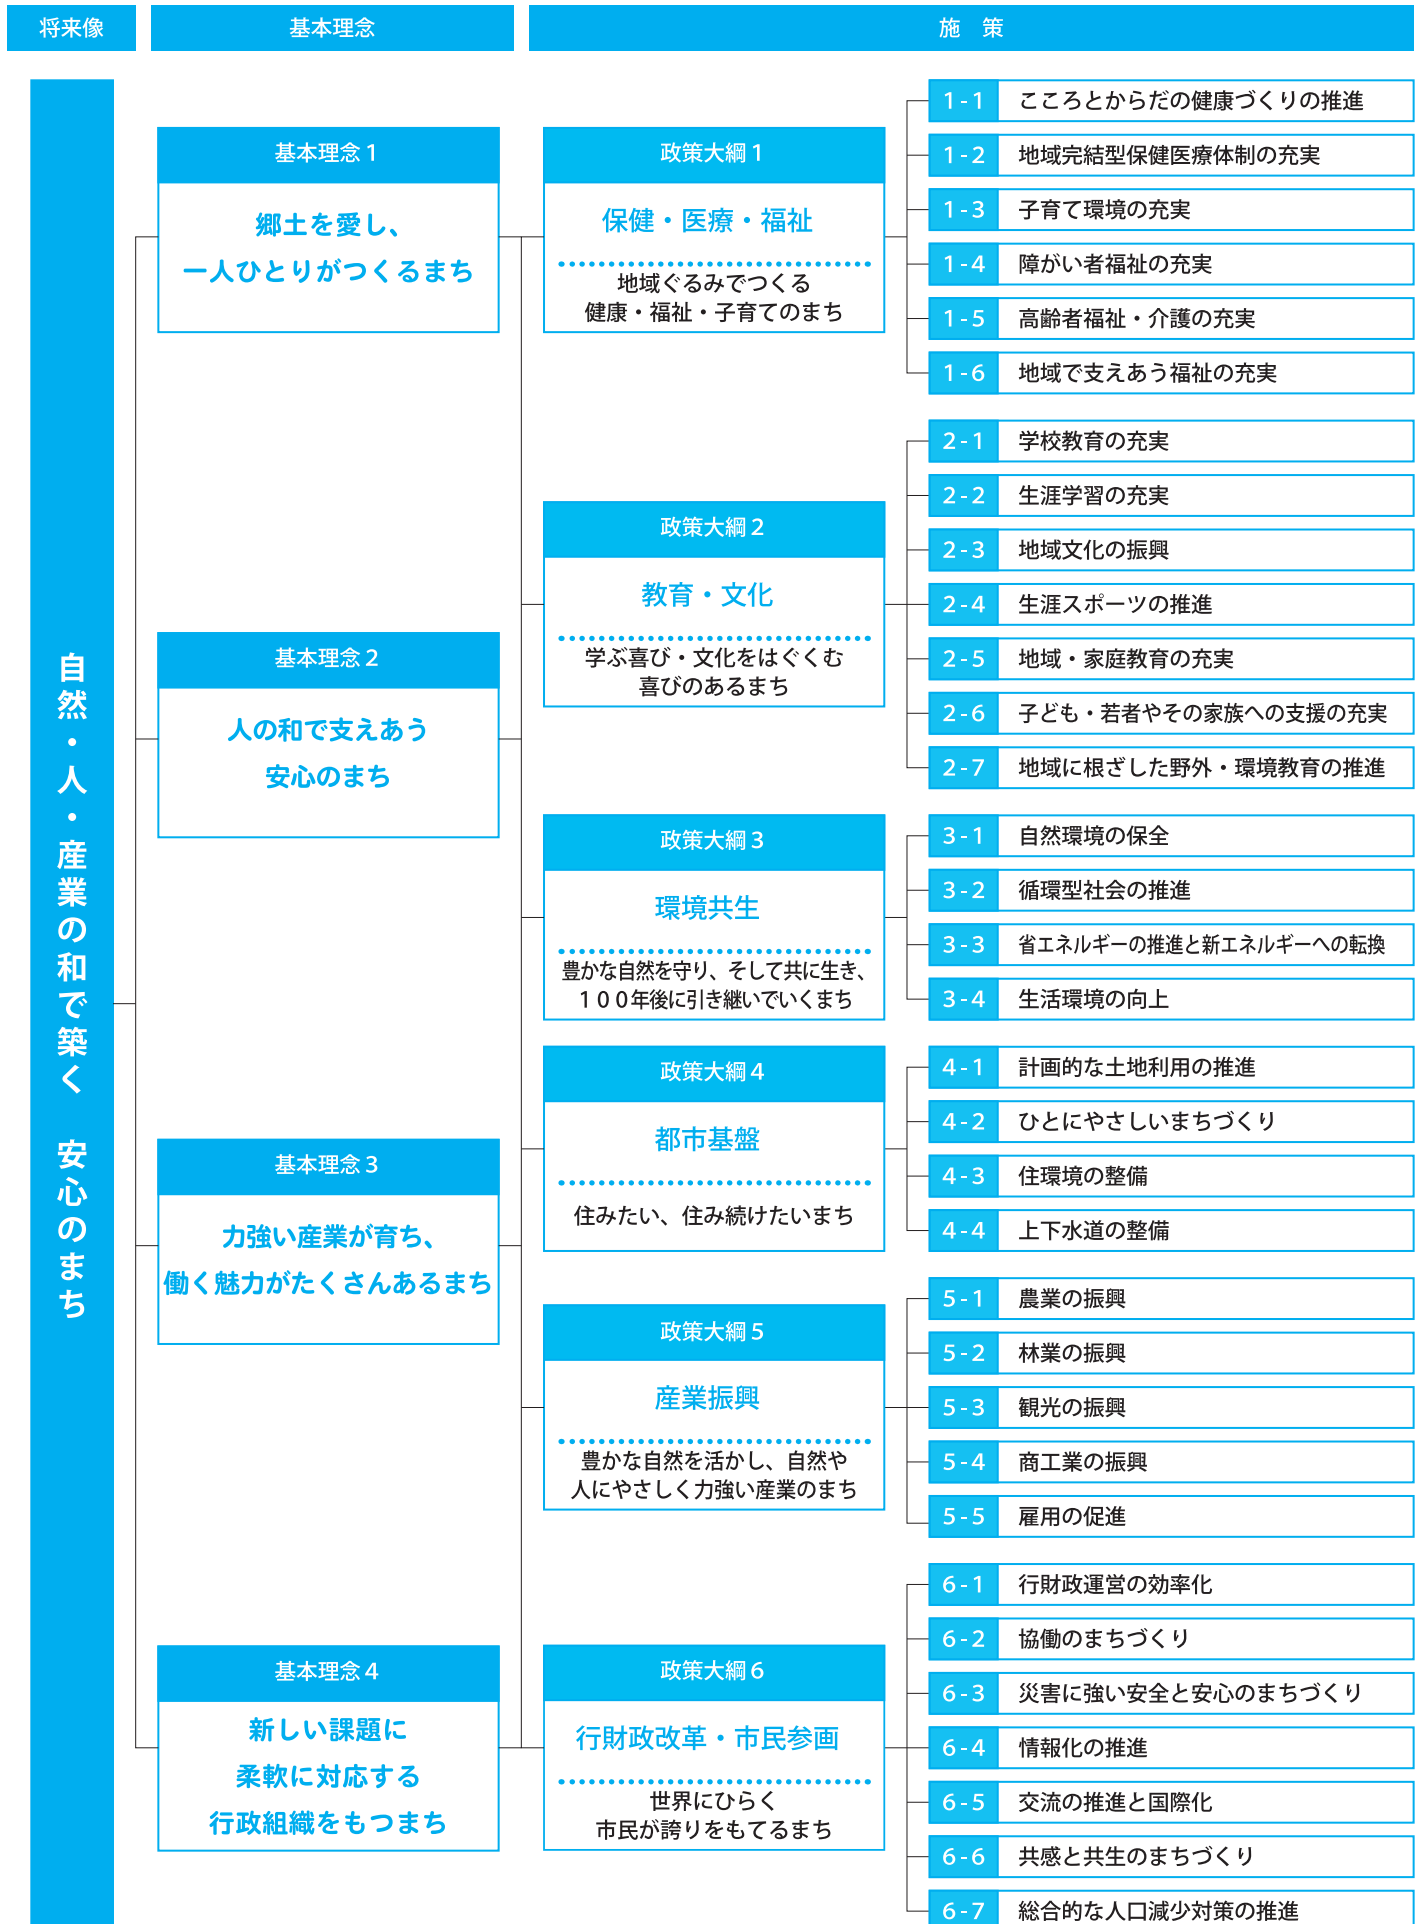 将来像
基本理念
施　策
自然・人・産業の和で築く　安心のまち
基本理念１
郷土を愛し、
一人ひとりがつくるまち
基本理念２
人の和で支えあう
安心のまち
基本理念３
力強い産業が育ち、
働く魅力がたくさんあるまち
基本理念４
新しい課題に
柔軟に対応する
行政組織をもつまち
政策大綱１
保健・医療・福祉
地域ぐるみでつくる
健康・福祉・子育てのまち
1-1 こころとからだの健康づくりの推進
1-2 地域完結型保健医療体制の充実
1-3 子育て環境の充実
1-4 障がい者福祉の充実
1-5 高齢者福祉・介護の充実
1-6 地域で支えあう福祉の充実
政策大綱２
教育・文化
学ぶ喜び・文化をはぐくむ
喜びのあるまち
2-1 学校教育の充実
2-2 生涯学習の充実
2-3 地域文化の振興
2-4 生涯スポーツの推進
2-5 地域・家庭教育の充実
2-6 子ども・若者やその家族への支援の充実
2-7 地域に根ざした野外・環境教育の推進
政策大綱３
環境共生
豊かな自然を守り、そして共に生き、
１００年後に引き継いでいくまち
3-1 自然環境の保全
3-2 循環型社会の推進
3-3 省エネルギーの推進と新エネルギーへの転換
3-4 生活環境の向上
政策大綱４
都市基盤
住みたい、住み続けたいまち
4-1 計画的な土地利用の推進
4-2 ひとにやさしいまちづくり
4-3 住環境の整備
4-4 上下水道の整備
政策大綱５
産業振興
豊かな自然を活かし、自然や
人にやさしく力強い産業のまち
5-1 農業の振興
5-2 林業の振興
5-3 観光の振興
5-4 商工業の振興
5-5 雇用の促進
政策大綱６
行財政改革・市民参画
世界にひらく
市民が誇りをもてるまち
6-1 行財政運営の効率化
6-2 協働のまちづくり
6-3 災害に強い安全と安心のまちづくり
6-4 情報化の推進
6-5 交流の推進と国際化
6-6 共感と共生のまちづくり
6-7 総合的な人口減少対策の推進